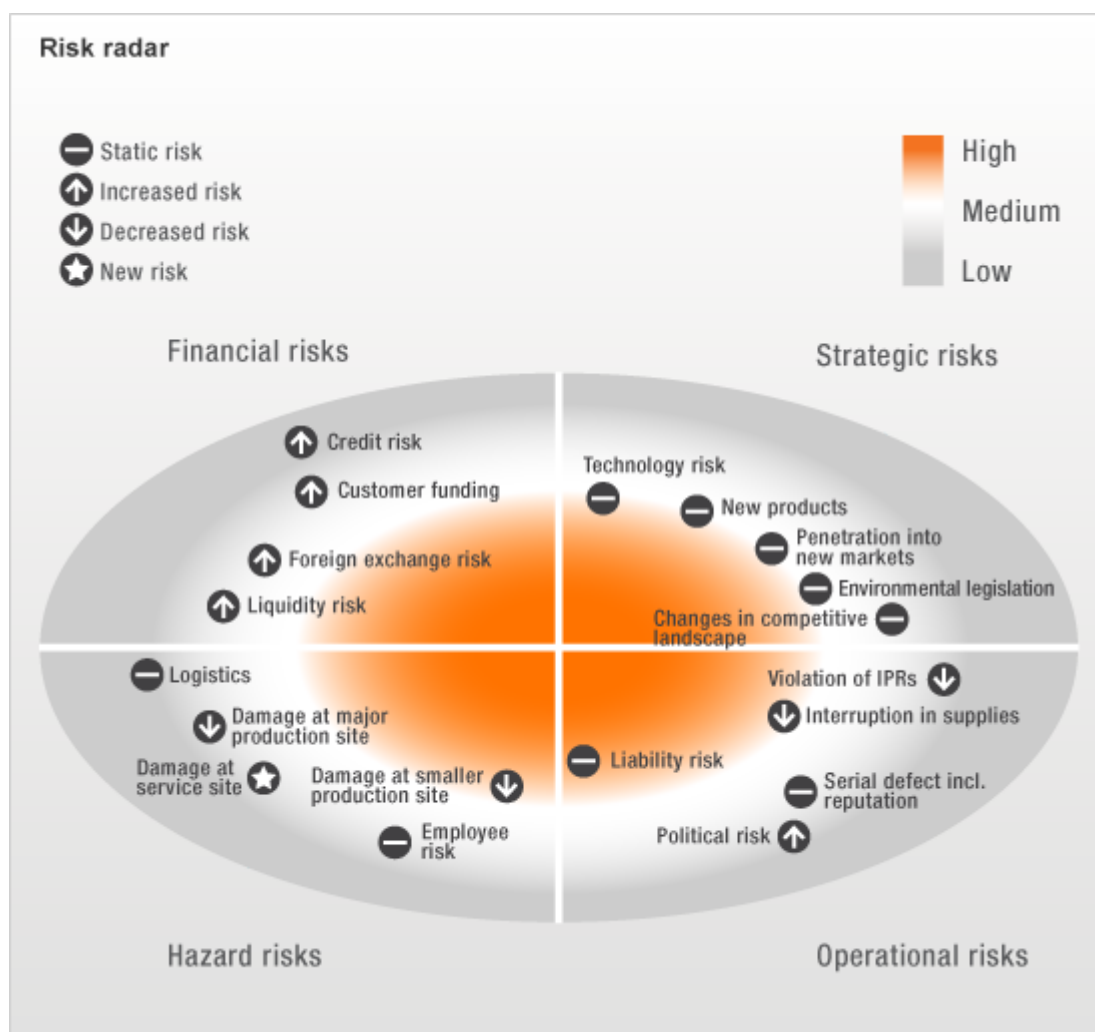 Risk radar
Static risk
Increased risk
Decreased risk
New risk
High
Medium
Low
Financial risks
Strategic risks
Credit risk
Customer funding
Foreign exchange risk
Liquidity risk
Technology risk
New products
Penetration into
new markets
Environmental legislation
Changes in competitive
landscape
Logistics
Damage at major
production site
Damage at
service site
Damage at smaller
production site
Employee
risk
Violation of IPRs
Interruption in supplies
Liability risk
Serial defect incl.
reputation
Political risk
Hazard risks
Operational risks